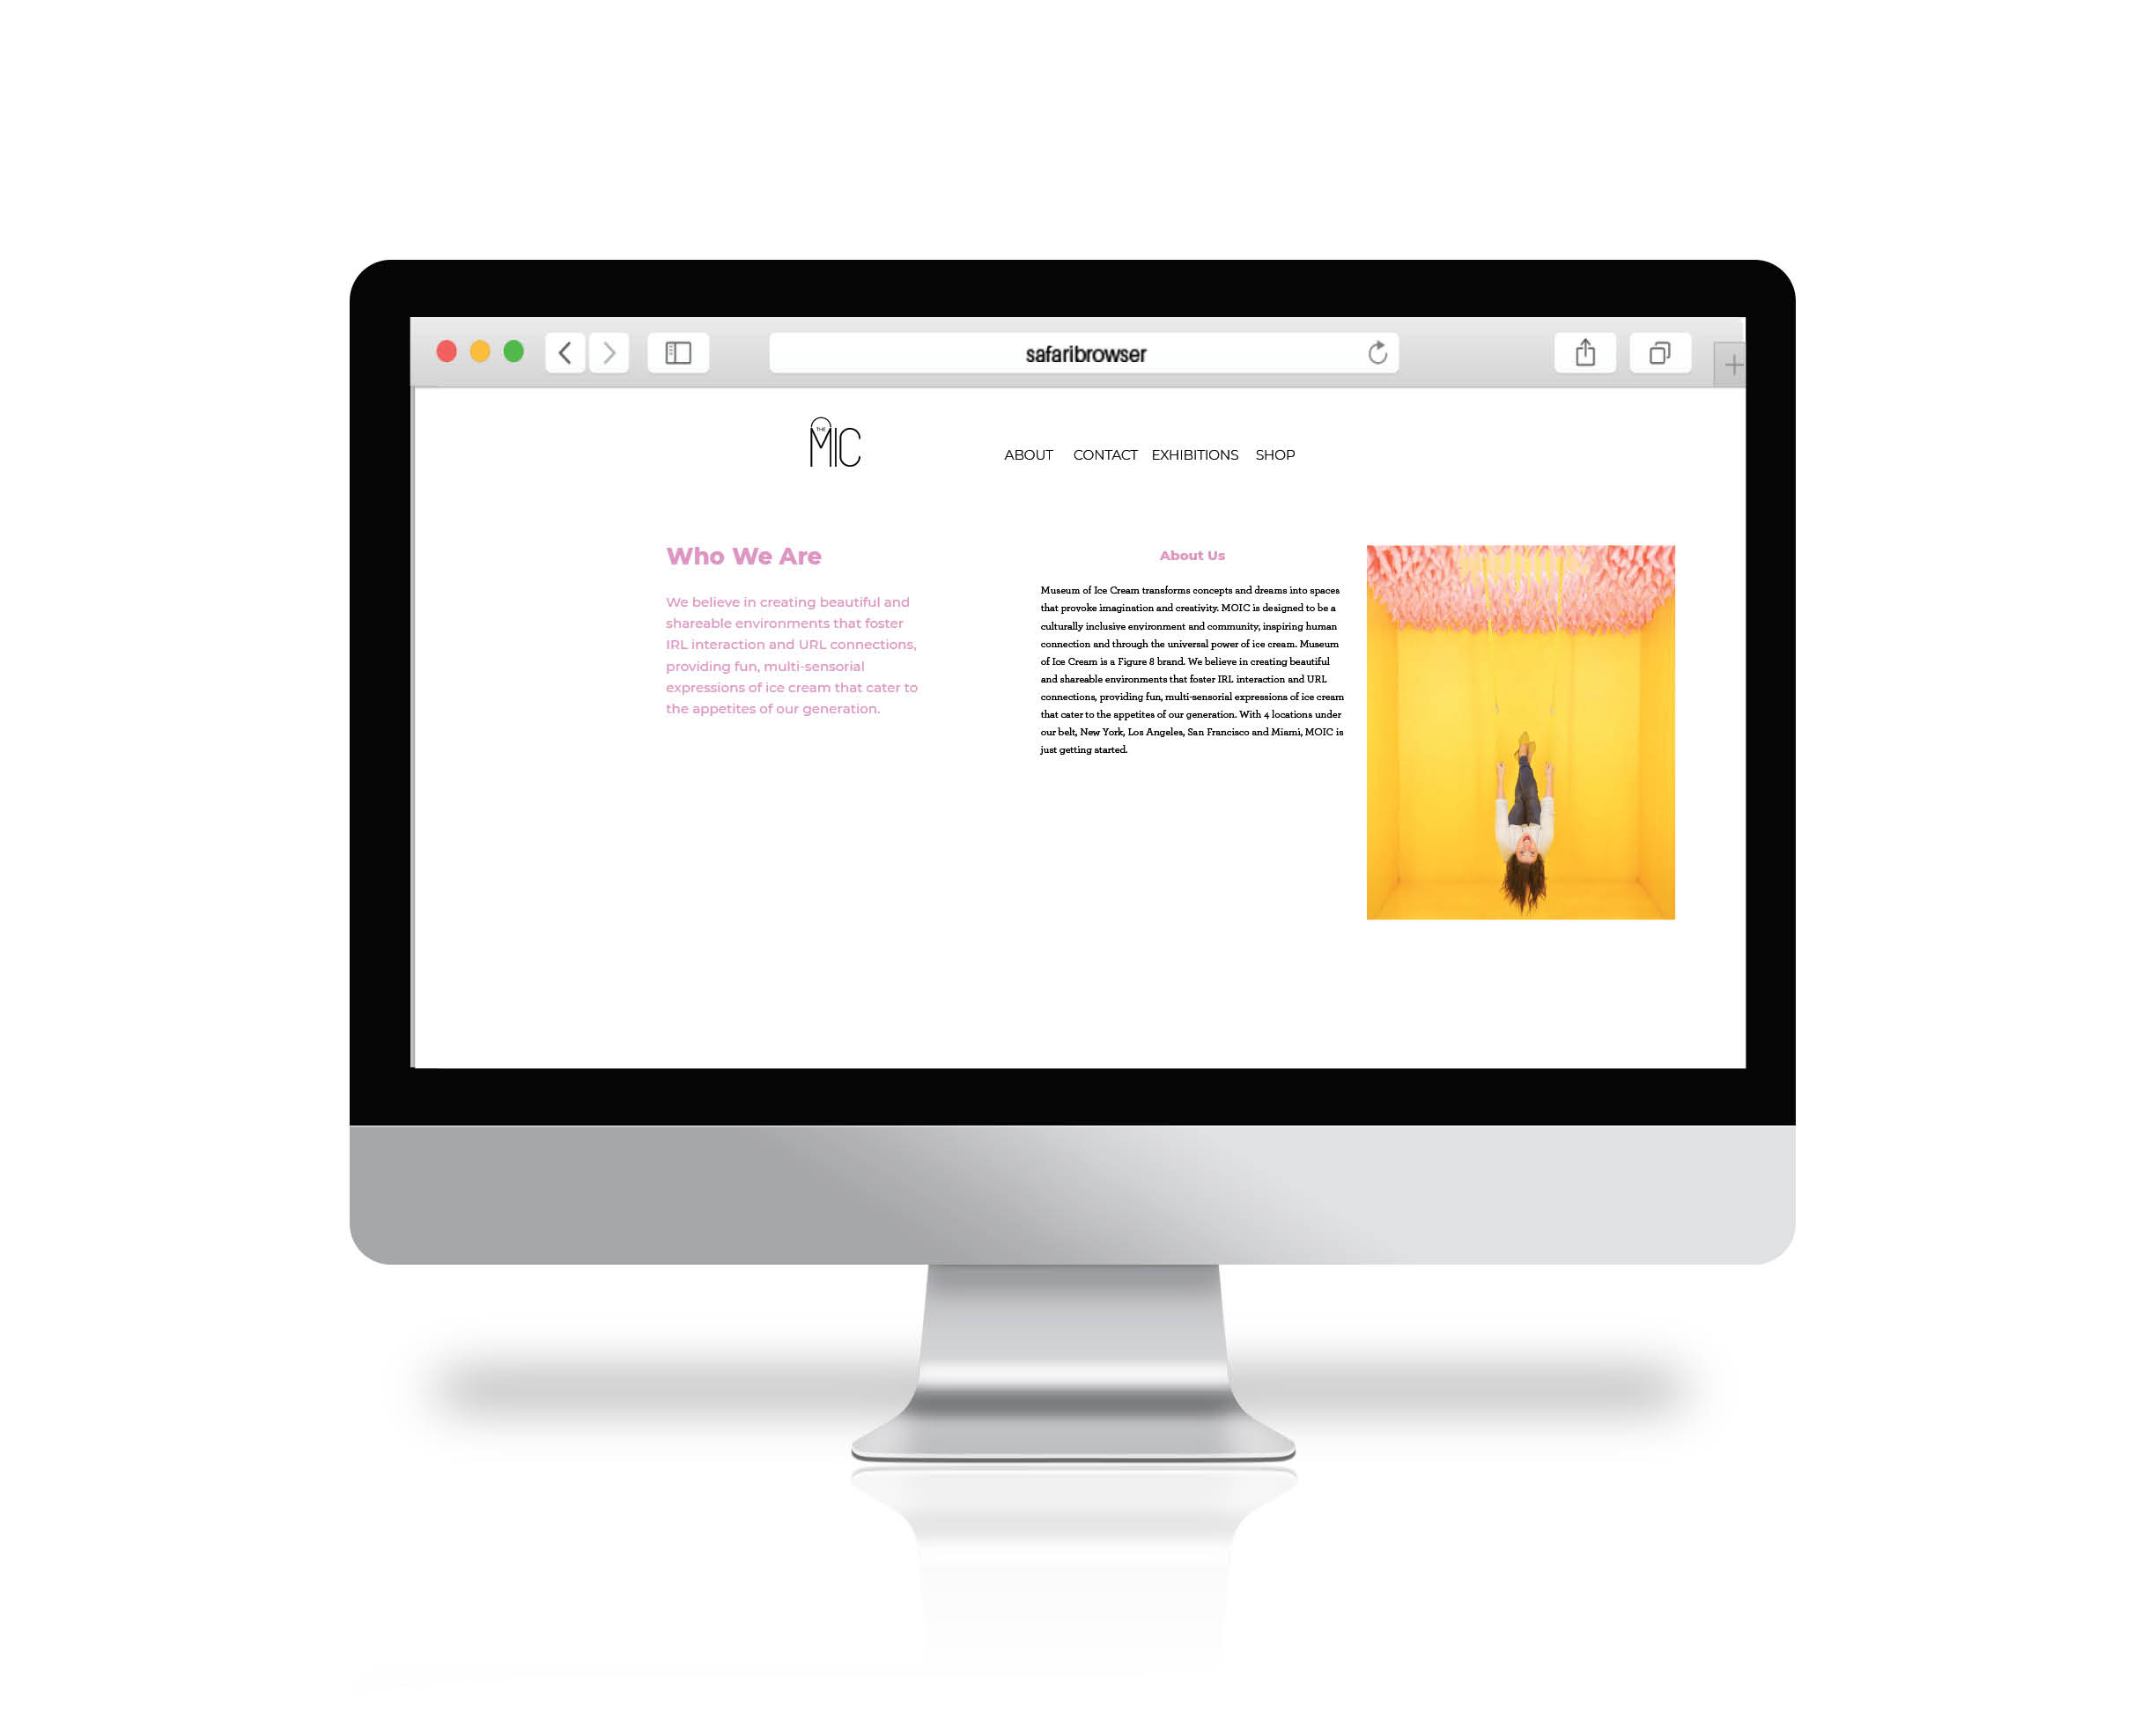 safaribrowser
THE
MIC
ABOUT CONTACT EXHIBITIONS SHOP
Who We Are
We believe in creating beautiful and
shareable environments that foster
IRL interaction and URL connections,
providing fun, multi-sensorial
expressions of ice cream that cater to
the appetites of our generation.
About Us
Museum of Ice Cream transforms concepts and dreams into spaces
that provoke imagination and creativity. MOIC is designed to be a
culturally inclusive environment and community, inspiring human
connection and through the universal power of ice cream. Museum
of Ice Cream is a Figure 8 brand. We believe in creating beautiful
and shareable environments that foster IRL interaction and URL
connections, providing fun, multi-sensorial expressions of ice cream
that cater to the appetites of our generation. With 4 locations under
our belt, New York, Los Angeles, San Francisco and Miami, MOIC is
just getting started.